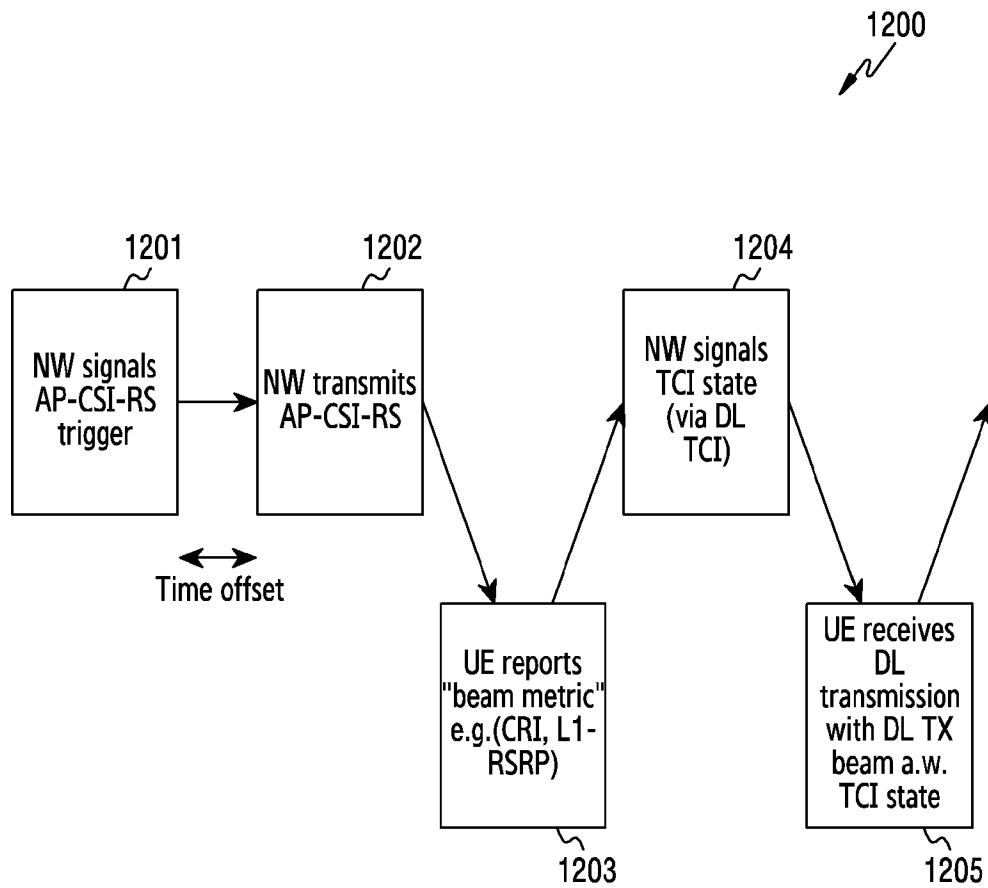 1200
1201
1202
1204
NW signals
AP-CSI-RS
trigger
NW transmits
AP-CSI-RS
NW signals
TCI state
(via DL
TCI)
Time offset
UE reports
"beam metric"
e.g.(CRI, L1-
RSRP)
UE receives
DL
transmission
with DL TX
beam a.w.
TCI state
1203
1205